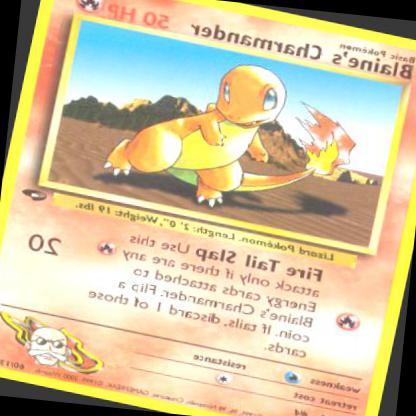 Basic Pokémon
Blaine's Charmander 50 HP
Lizard Pokémon. Length: 2' 0", Weight: 19 lbs.
Fire Tail Slap Use this
attack only if there are any
Energy cards attached to
Blaine's Charmander. Flip a
coin. If tails, discard 1 of those
cards.
20
weakness
resistance
retreat cost